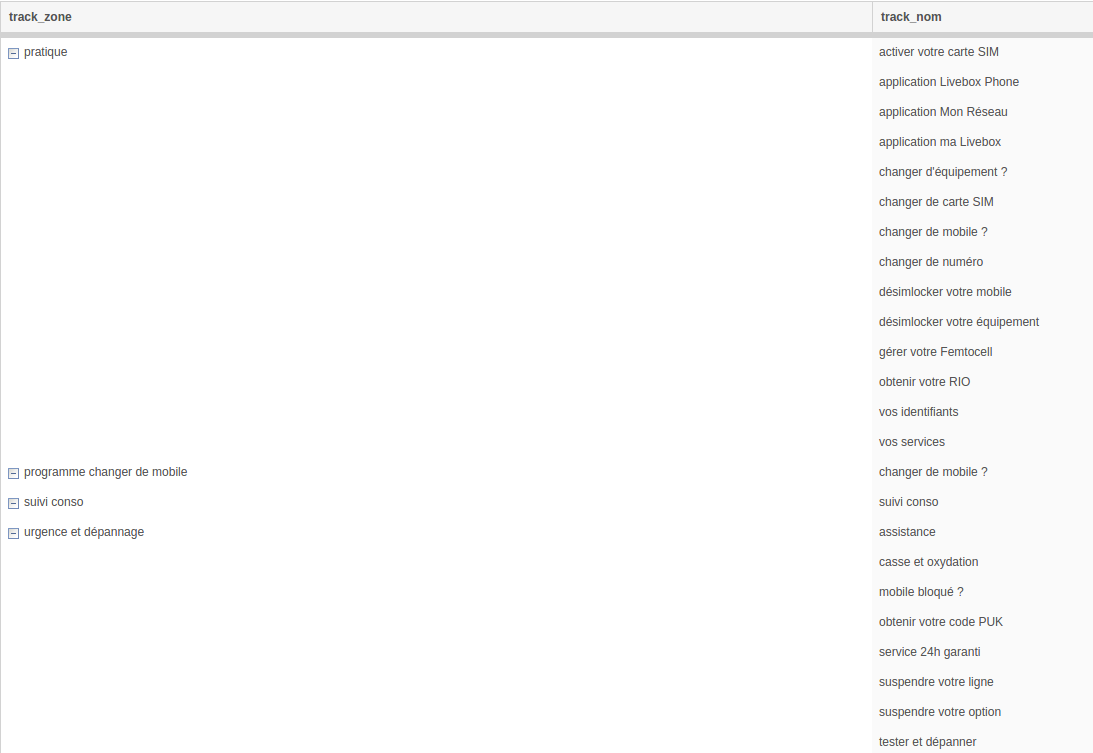 track_zone track_nom
pratique activer votre carte SIM
application Livebox Phone
application Mon Réseau
application ma Livebox
changer d'équipement ?
changer de carte SIM
changer de mobile ?
changer de numéro
désimlocker votre mobile
désimlocker votre équipement
gérer votre Femtocell
obtenir votre RIO
vos identifiants
vos services
programme changer de mobile changer de mobile ?
suivi conso suivi conso
urgence et dépannage assistance
casse et oxydation
mobile bloqué ?
obtenir votre code PUK
service 24h garanti
suspendre votre ligne
suspendre votre option
tester et dépanner